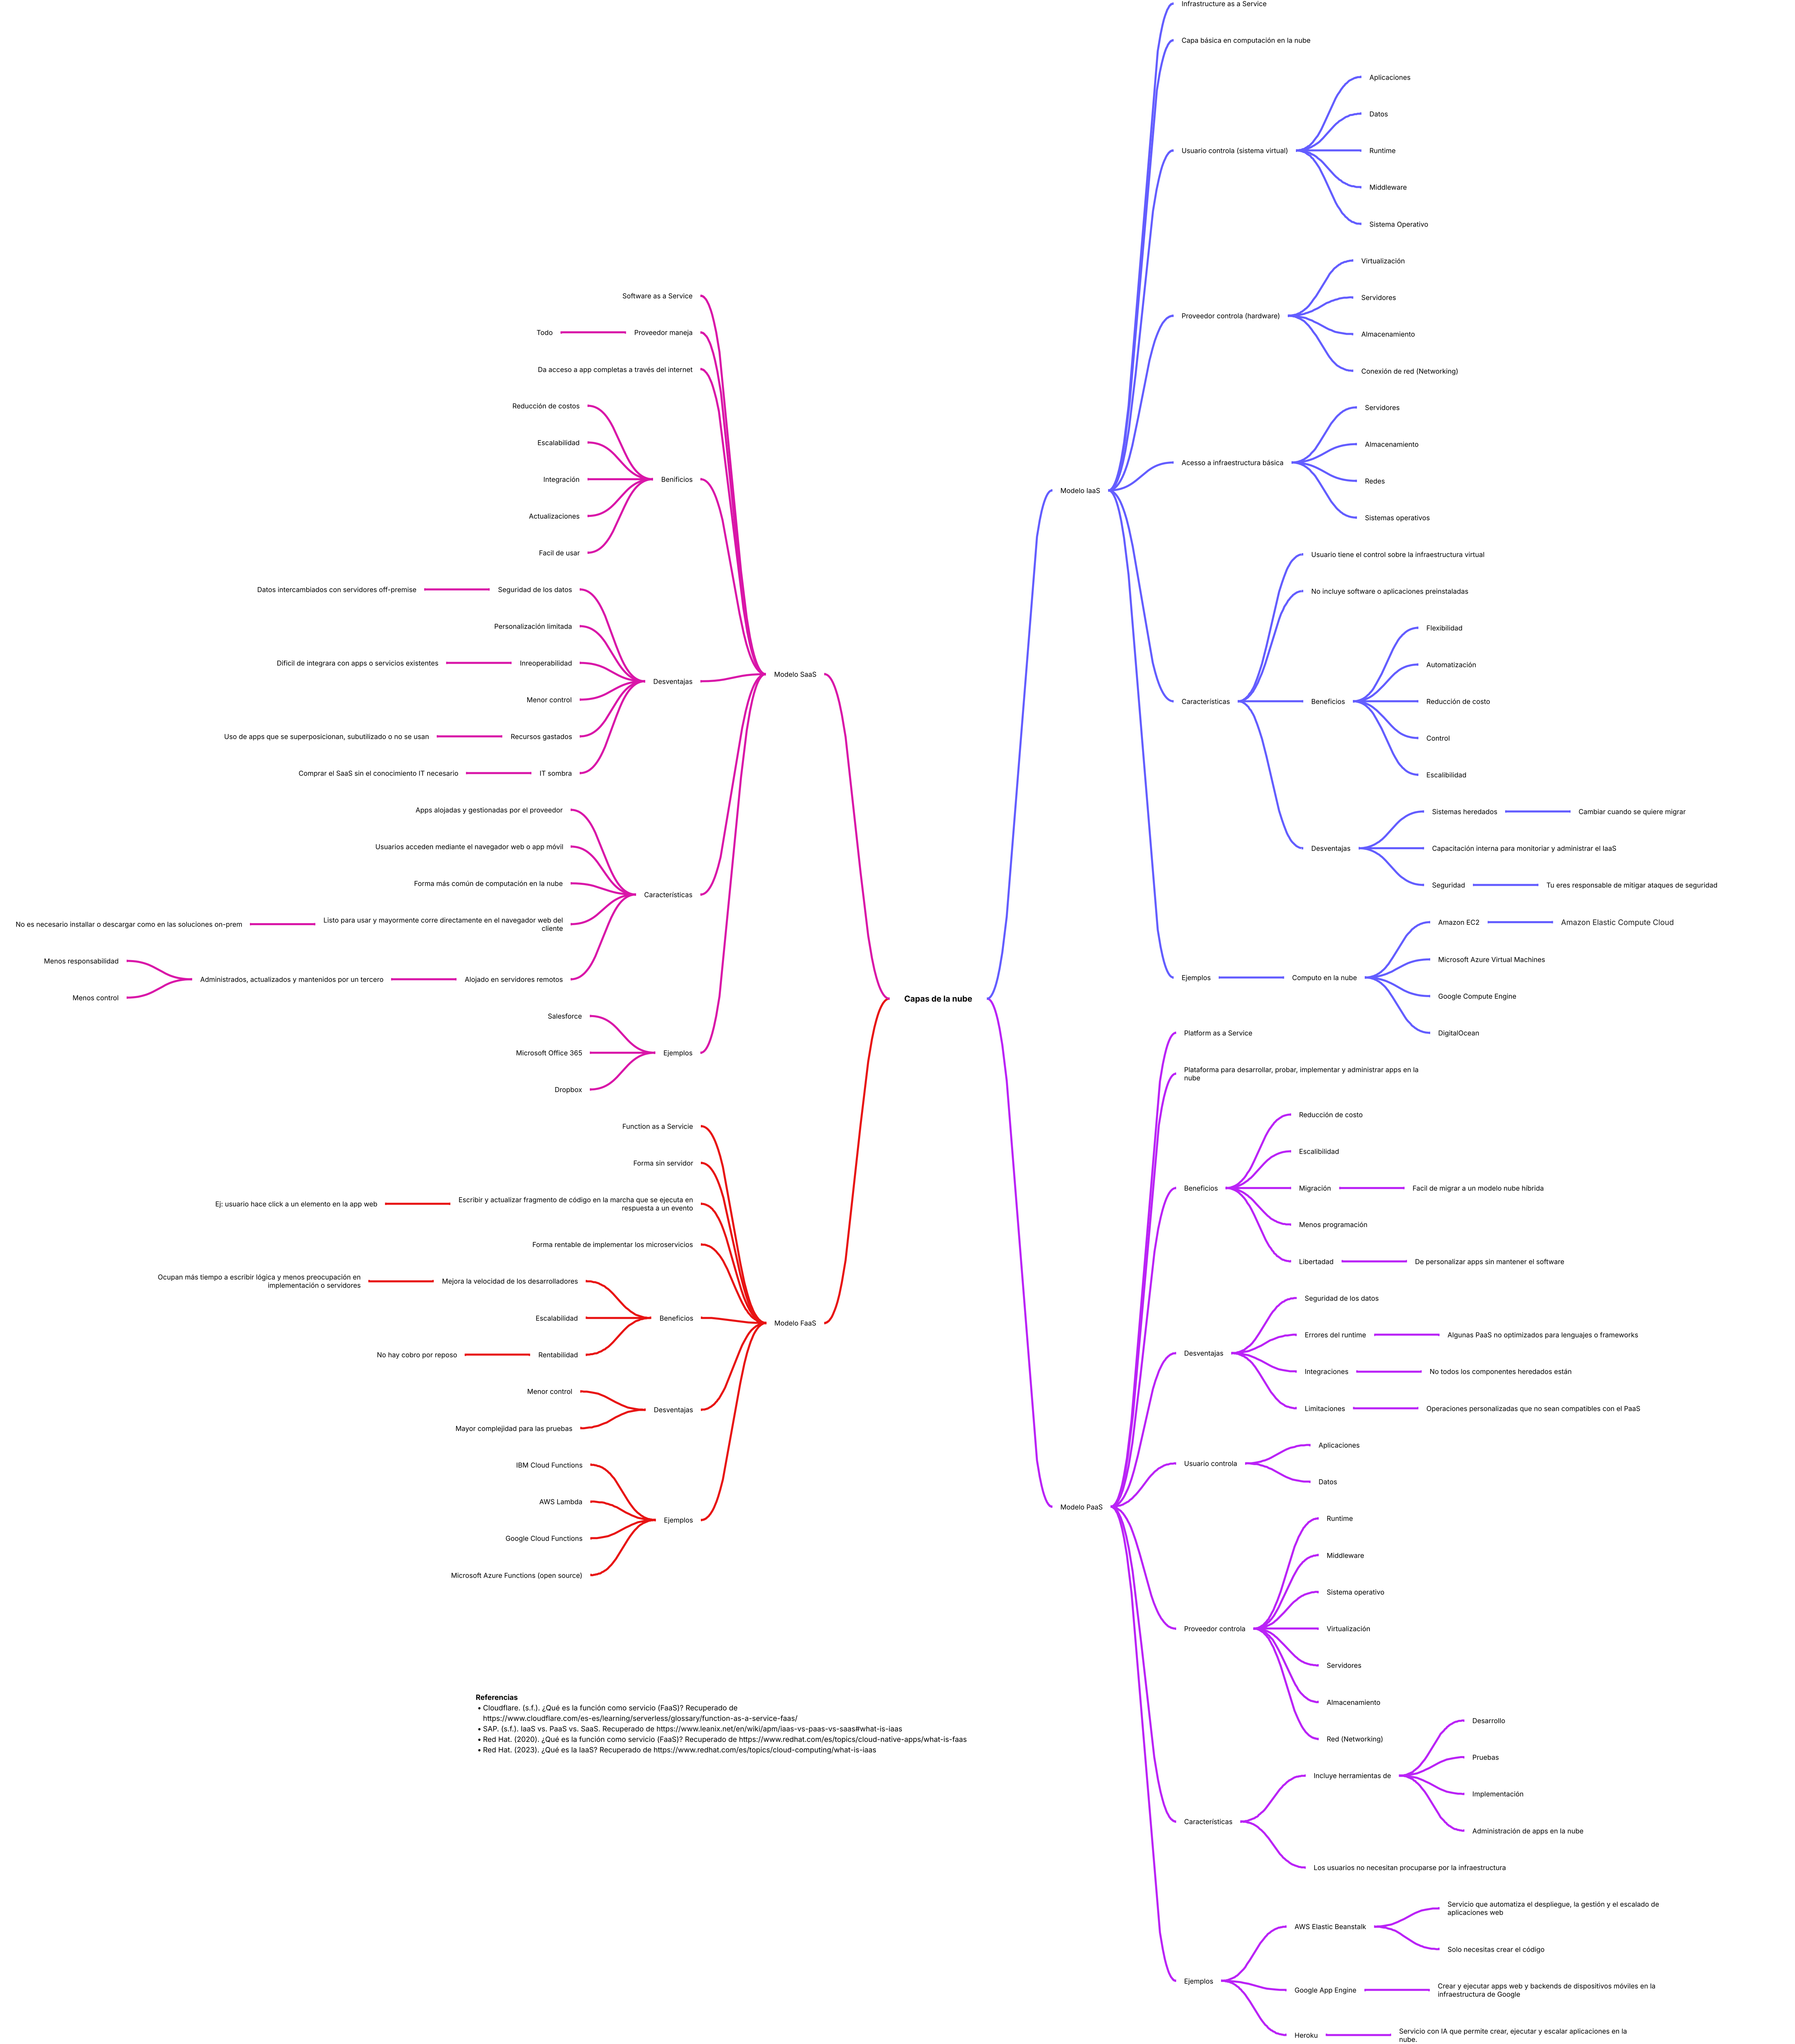 Capas de la nube
Modelo IaaS
Infrastructure as a Service
Capa básica en computación en la nube
Usuario controla (sistema virtual)
Aplicaciones
Datos
Runtime
Middleware
Sistema Operativo
Proveedor controla (hardware)
Virtualización
Servidores
Almacenamiento
Conexión de red (Networking)
Acesso a infraestructura básica
Servidores
Almacenamiento
Redes
Sistemas operativos
Características
Usuario tiene el control sobre la infraestructura virtual
No incluye software o aplicaciones preinstaladas
Beneficios
Flexibilidad
Automatización
Reducción de costo
Control
Escalibilidad
Desventajas
Sistemas heredados
Cambiar cuando se quiere migrar
Capacitación interna para monitoriar y administrar el IaaS
Seguridad
Tu eres responsable de mitigar ataques de seguridad
Ejemplos
Computo en la nube
Amazon EC2
Amazon Elastic Compute Cloud
Microsoft Azure Virtual Machines
Google Compute Engine
DigitalOcean
Modelo PaaS
Platform as a Service
Plataforma para desarrollar, probar, implementar y administrar apps en la
nube
Beneficios
Reducción de costo
Escalibilidad
Migración
Facil de migrar a un modelo nube híbrida
Menos programación
Libertadad
De personalizar apps sin mantener el software
Desventajas
Seguridad de los datos
Errores del runtime
Algunas PaaS no optimizados para lenguajes o frameworks
Integraciones
No todos los componentes heredados están
Limitaciones
Operaciones personalizadas que no sean compatibles con el PaaS
Usuario controla
Aplicaciones
Datos
Proveedor controla
Runtime
Middleware
Sistema operativo
Virtualización
Servidores
Almacenamiento
Red (Networking)
Características
Incluye herramientas de
Desarrollo
Pruebas
Implementación
Administración de apps en la nube
Los usuarios no necesitan procuparse por la infraestructura
Ejemplos
AWS Elastic Beanstalk
Servicio que automatiza el despliegue, la gestión y el escalado de
aplicaciones web
Solo necesitas crear el código
Google App Engine
Crear y ejecutar apps web y backends de dispositivos móviles en la
infraestructura de Google
Heroku
Servicio con IA que permite crear, ejecutar y escalar aplicaciones en la
nube.
Modelo SaaS
Software as a Service
Proveedor maneja
Todo
Da acceso a app completas a través del internet
Benificios
Reducción de costos
Escalabilidad
Integración
Actualizaciones
Facil de usar
Desventajas
Seguridad de los datos
Datos intercambiados con servidores off-premise
Personalización limitada
Inreoperabilidad
Difícil de integrara con apps o servicios existentes
Menor control
Recursos gastados
Uso de apps que se superposicionan, subutilizado o no se usan
IT sombra
Comprar el SaaS sin el conocimiento IT necesario
Características
Apps alojadas y gestionadas por el proveedor
Usuarios acceden mediante el navegador web o app móvil
Forma más común de computación en la nube
Listo para usar y mayormente corre directamente en el navegador web del
cliente
No es necesario installar o descargar como en las soluciones on-prem
Alojado en servidores remotos
Administrados, actualizados y mantenidos por un tercero
Menos responsabilidad
Menos control
Ejemplos
Salesforce
Microsoft Office 365
Dropbox
Modelo FaaS
Function as a Servicie
Forma sin servidor
Escribir y actualizar fragmento de código en la marcha que se ejecuta en
respuesta a un evento
Ej: usuario hace click a un elemento en la app web
Forma rentable de implementar los microservicios
Beneficios
Mejora la velocidad de los desarrolladores
Ocupan más tiempo a escribir lógica y menos preocupación en
implementación o servidores
Escalabilidad
Rentabilidad
No hay cobro por reposo
Desventajas
Menor control
Mayor complejidad para las pruebas
Ejemplos
IBM Cloud Functions
AWS Lambda
Google Cloud Functions
Microsoft Azure Functions (open source)
Referencias
• Cloudflare. (s.f.). ¿Qué es la función como servicio (FaaS)? Recuperado de
https://www.cloudflare.com/es-es/learning/serverless/glossary/function-as-a-service-faas/
• SAP. (s.f.). IaaS vs. PaaS vs. SaaS. Recuperado de https://www.leanix.net/en/wiki/apm/iaas-vs-paas-vs-saas#what-is-iaas
• Red Hat. (2020). ¿Qué es la función como servicio (FaaS)? Recuperado de https://www.redhat.com/es/topics/cloud-native-apps/what-is-faas
• Red Hat. (2023). ¿Qué es la IaaS? Recuperado de https://www.redhat.com/es/topics/cloud-computing/what-is-iaas